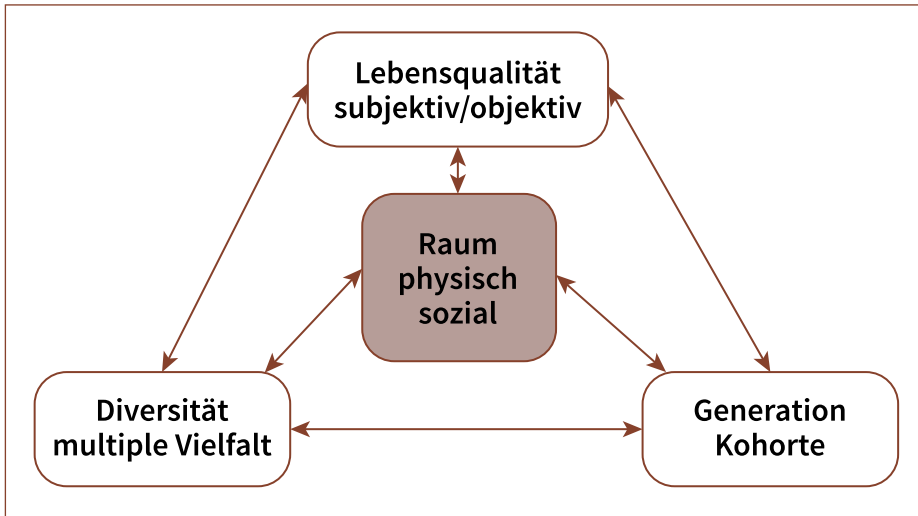 Lebensqualität
subjektiv/objektiv
Raum
physisch
sozial
Diversität
multiple Vielfalt
Generation
Kohorte